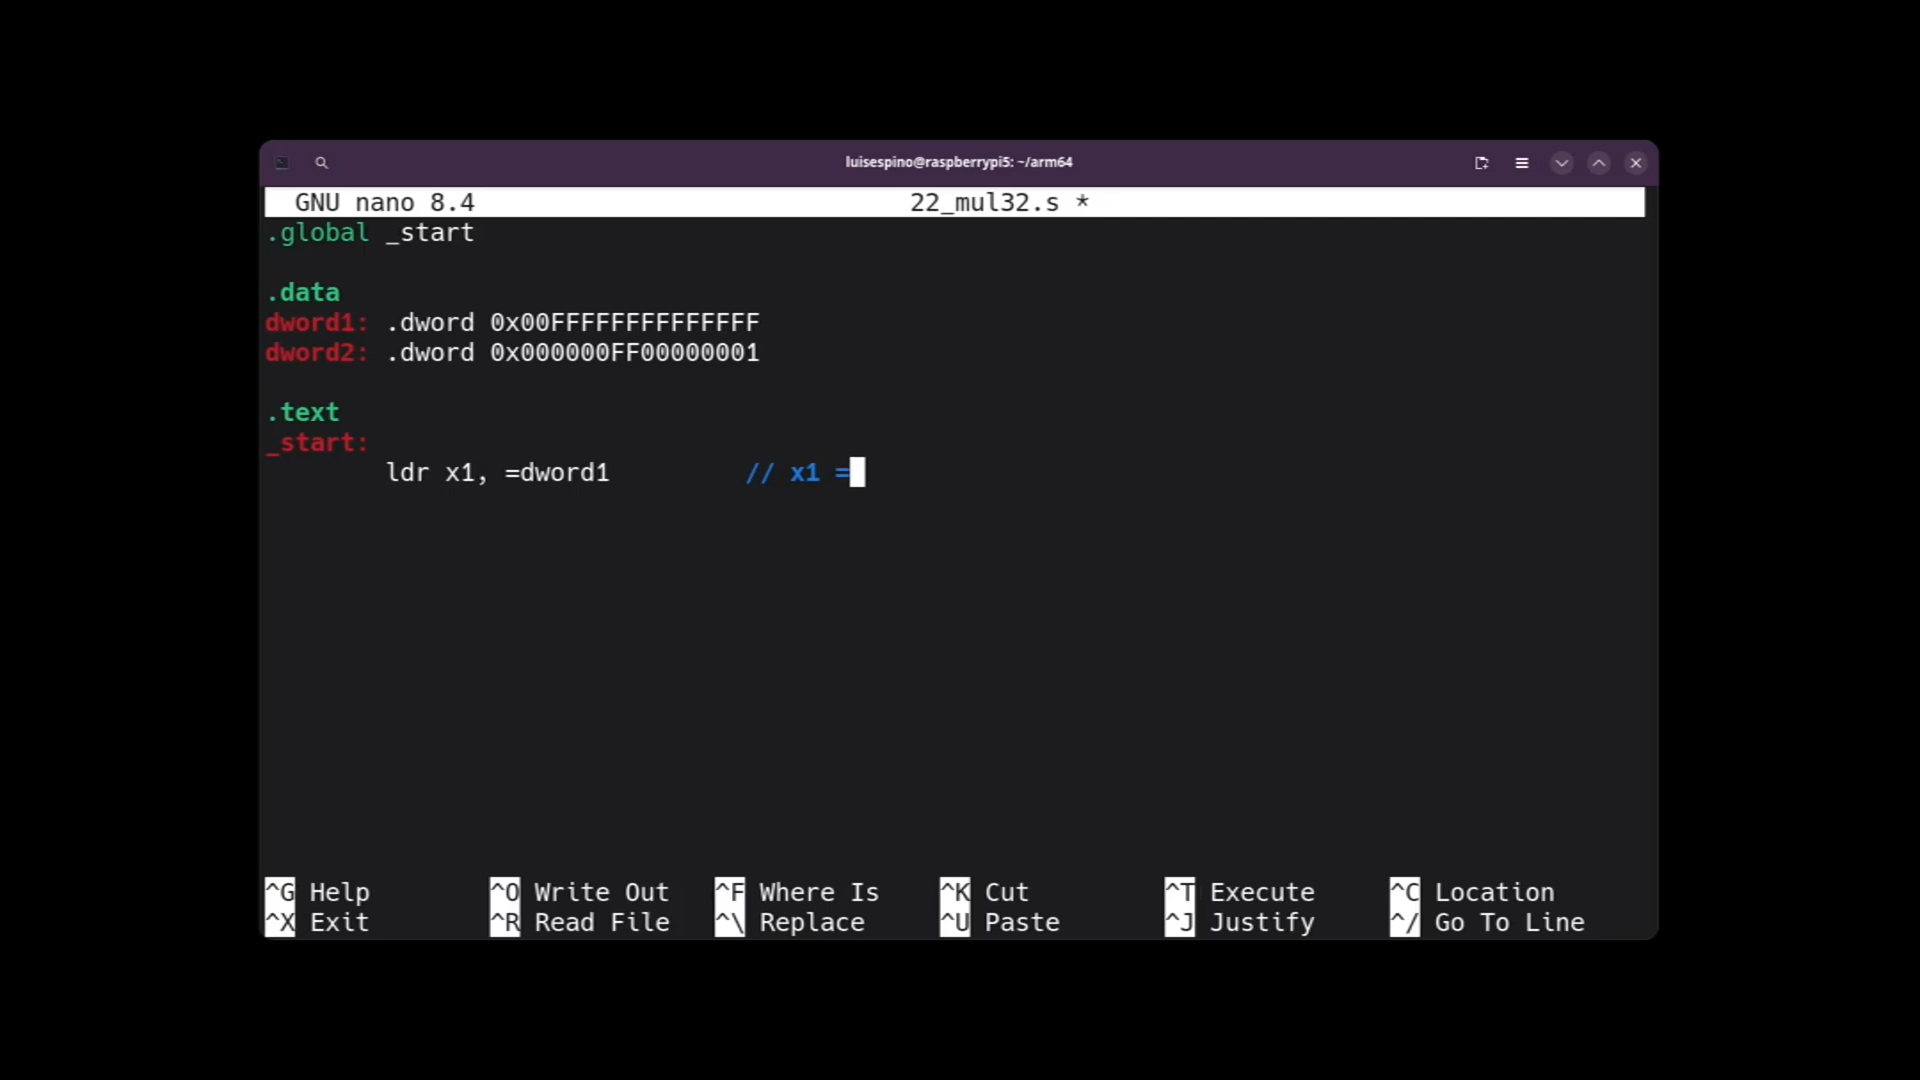 luisespino@raspberrypi5: ~/arm64
GNU nano 8.4 22_mul32.s *
.global _start
.data
dword1: .dword 0x00FFFFFFFFFFFFFF
dword2: .dword 0x000000FF00000001
.text
_start:
ldr x1, =dword1 // x1 =
^G Help ^O Write Out ^F Where Is ^K Cut ^T Execute ^C Location
^X Exit ^R Read File ^\ Replace ^U Paste ^J Justify ^/ Go To Line